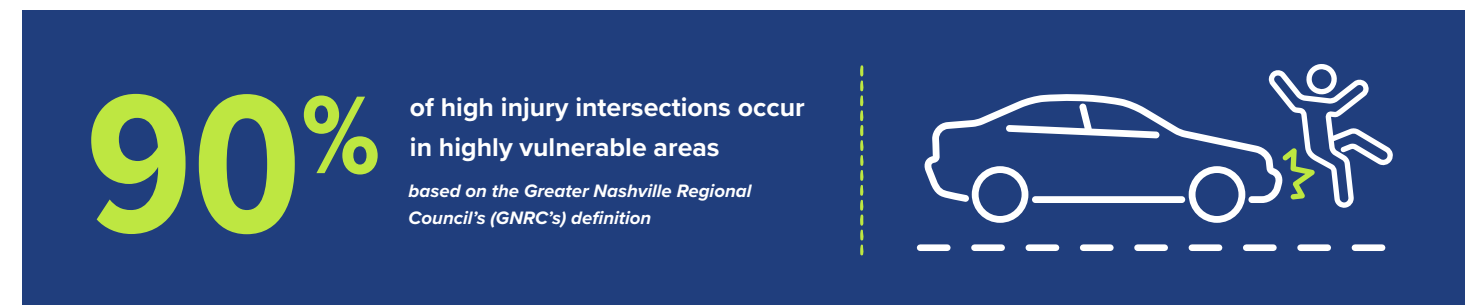 90%
of high injury intersections occur
in highly vulnerable areas
based on the Greater Nashville Regional
Council’s (GNRC’s) definition